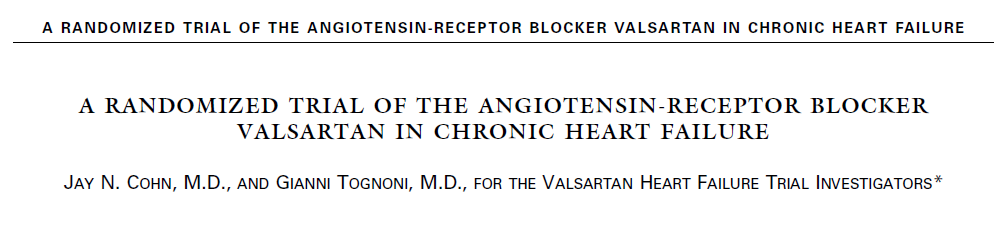 A RANDOMIZED TRIAL OF THE ANGIOTENSIN-RECEPTOR BLOCKER VALSARTAN IN CHRONIC HEART FAILURE
A RANDOMIZED TRIAL OF THE ANGIOTENSIN-RECEPTOR BLOCKER
VALSARTAN IN CHRONIC HEART FAILURE
JAY N. COHN, M.D., AND GIANNI TOGNONI, M.D., FOR THE VALSARTAN HEART FAILURE TRIAL INVESTIGATORS*